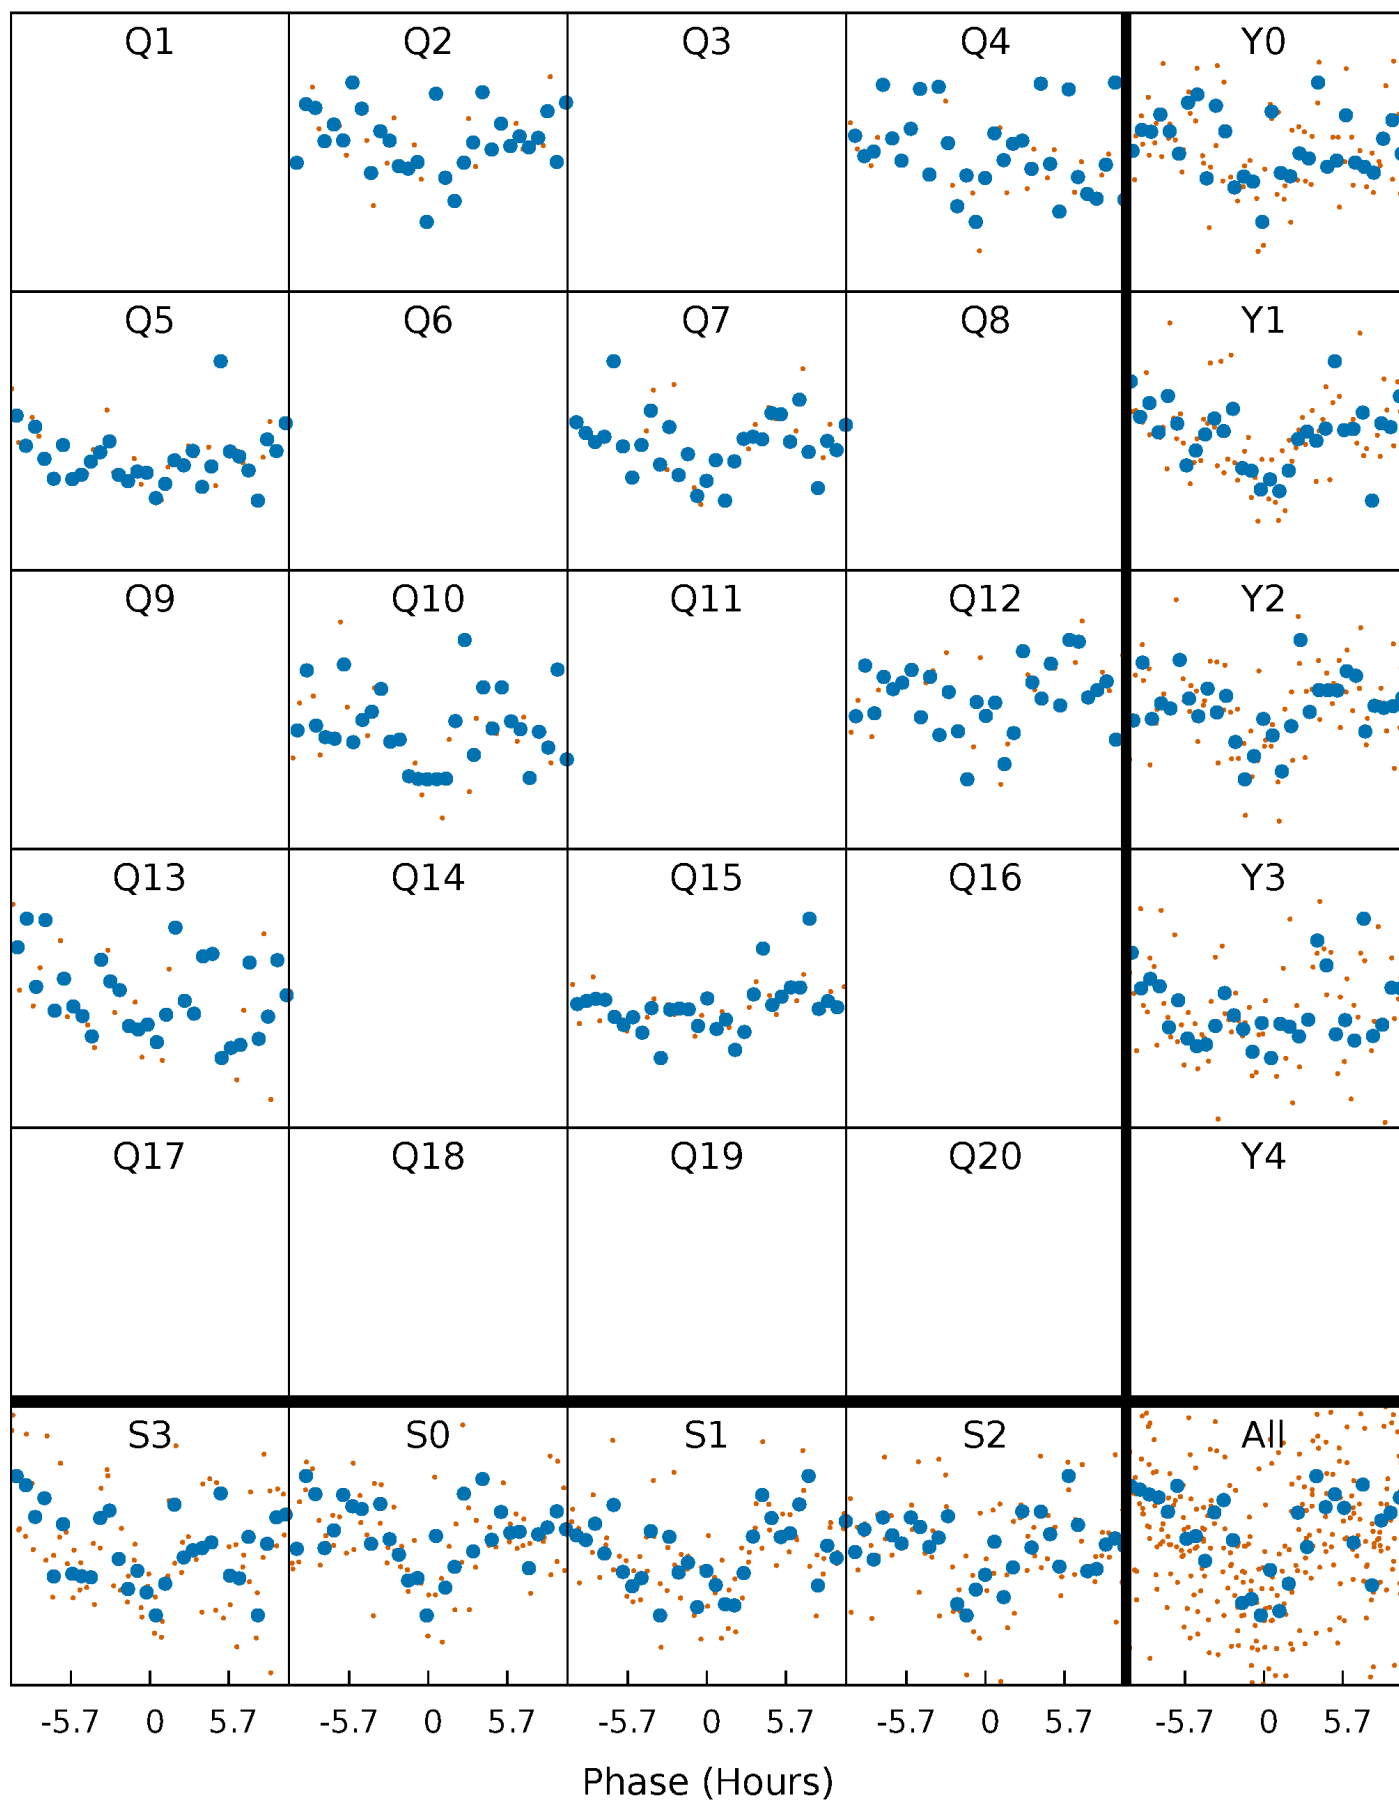 Q1 Q2 Q3 Q4 Y0
Q5 Q6 Q7 Q8 Y1
Q9 Q10 Q11 Q12 Y2
Q13 Q14 Q15 Q16 Y3
Q17 Q18 Q19 Q20 Y4
S3 S0 S1 S2 All
-5.7 0 5.7 -5.7 0 5.7 -5.7 0 5.7 -5.7 0 5.7 -5.7 0 5.7
Phase (Hours)